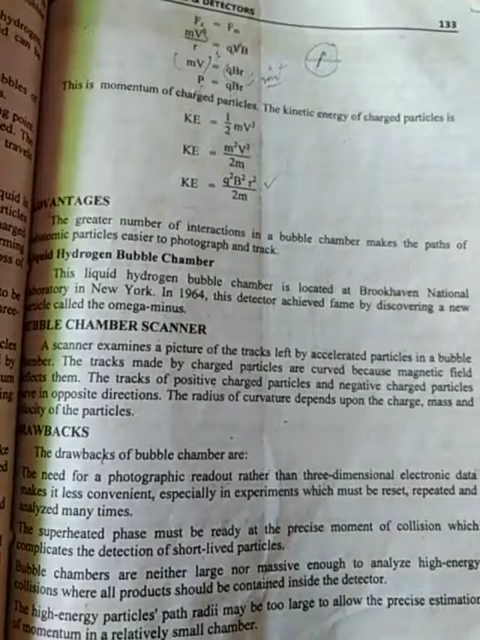 DETECTORS
133
F_c = F_m
mV²/r = qVB
(mV) = qBr
P = qBr
This is momentum of charged particles. The kinetic energy of charged particles is
KE = 1/2 mV²
KE = m²V²/2m
KE = q²B²r²/2m
ADVANTAGES
The greater number of interactions in a bubble chamber makes the paths of
subatomic particles easier to photograph and track.
Liquid Hydrogen Bubble Chamber
This liquid hydrogen bubble chamber is located at Brookhaven National
Laboratory in New York. In 1964, this detector achieved fame by discovering a new
particle called the omega-minus.
BUBBLE CHAMBER SCANNER
A scanner examines a picture of the tracks left by accelerated particles in a bubble
chamber. The tracks made by charged particles are curved because magnetic field
deflects them. The tracks of positive charged particles and negative charged particles
curve in opposite directions. The radius of curvature depends upon the charge, mass and
velocity of the particles.
DRAWBACKS
The drawbacks of bubble chamber are:
The need for a photographic readout rather than three-dimensional electronic data
makes it less convenient, especially in experiments which must be reset, repeated and
analyzed many times.
The superheated phase must be ready at the precise moment of collision which
complicates the detection of short-lived particles.
Bubble chambers are neither large nor massive enough to analyze high-energy
collisions where all products should be contained inside the detector.
The high-energy particles' path radii may be too large to allow the precise estimation
of momentum in a relatively small chamber.